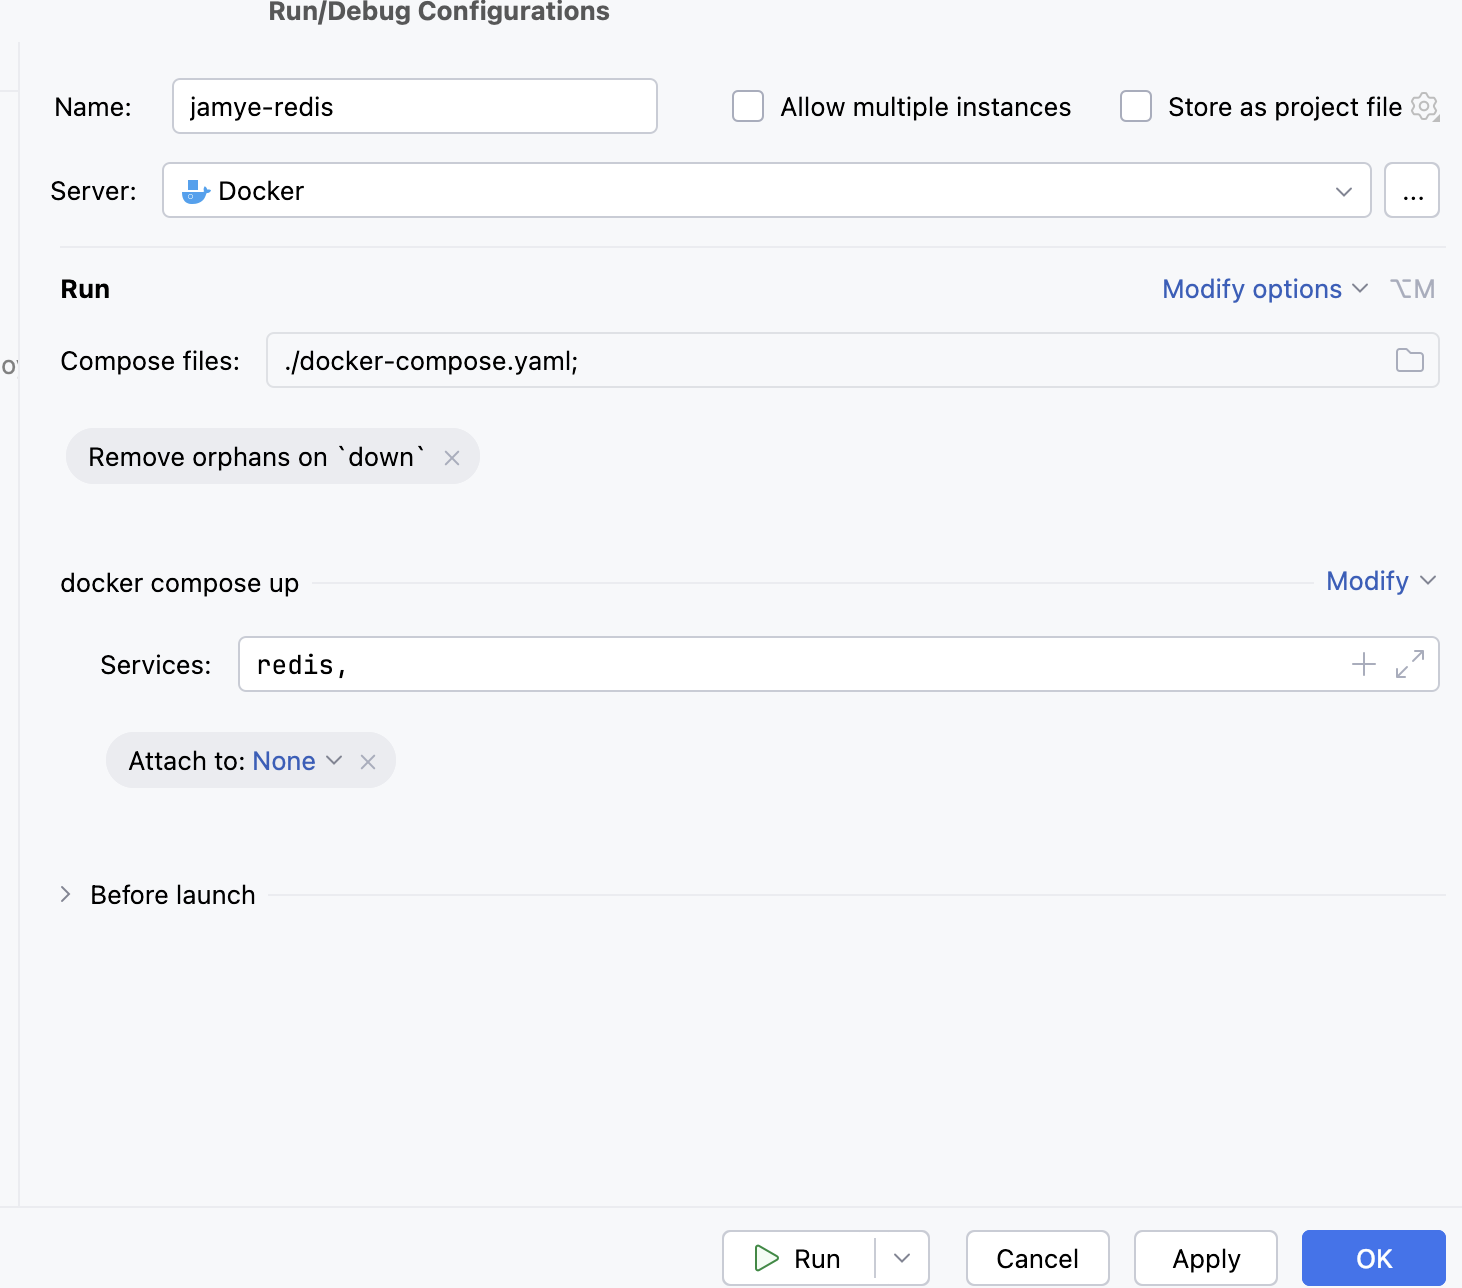 Run/Debug Configurations
Name: jamye-redis Allow multiple instances Store as project file
Server: Docker ...
Run Modify options ⌥M
Compose files: ./docker-compose.yaml;
Remove orphans on `down`
docker compose up Modify
Services: redis,
Attach to: None
Before launch
Run Cancel Apply OK